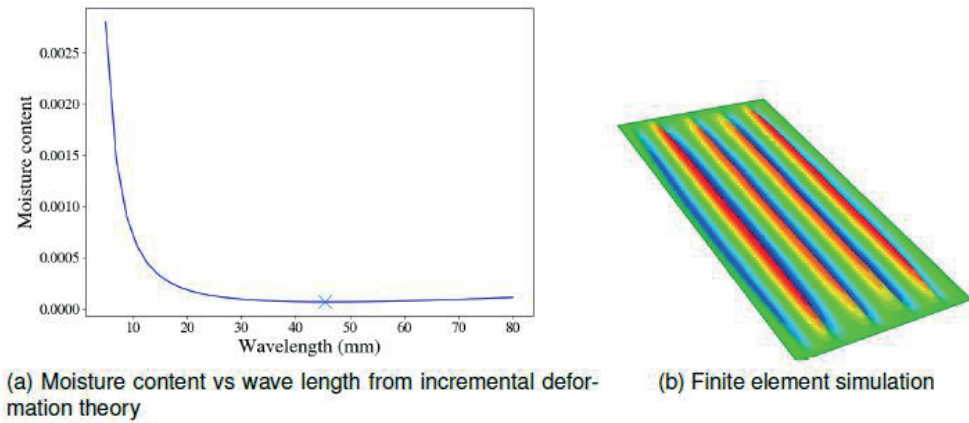 0.0025
0.0020
0.0015
0.0010
0.0005
0.0000
Moisture content
10 20 30 40 50 60 70 80
Wavelength (mm)
(a) Moisture content vs wave length from incremental defor-
mation theory
(b) Finite element simulation